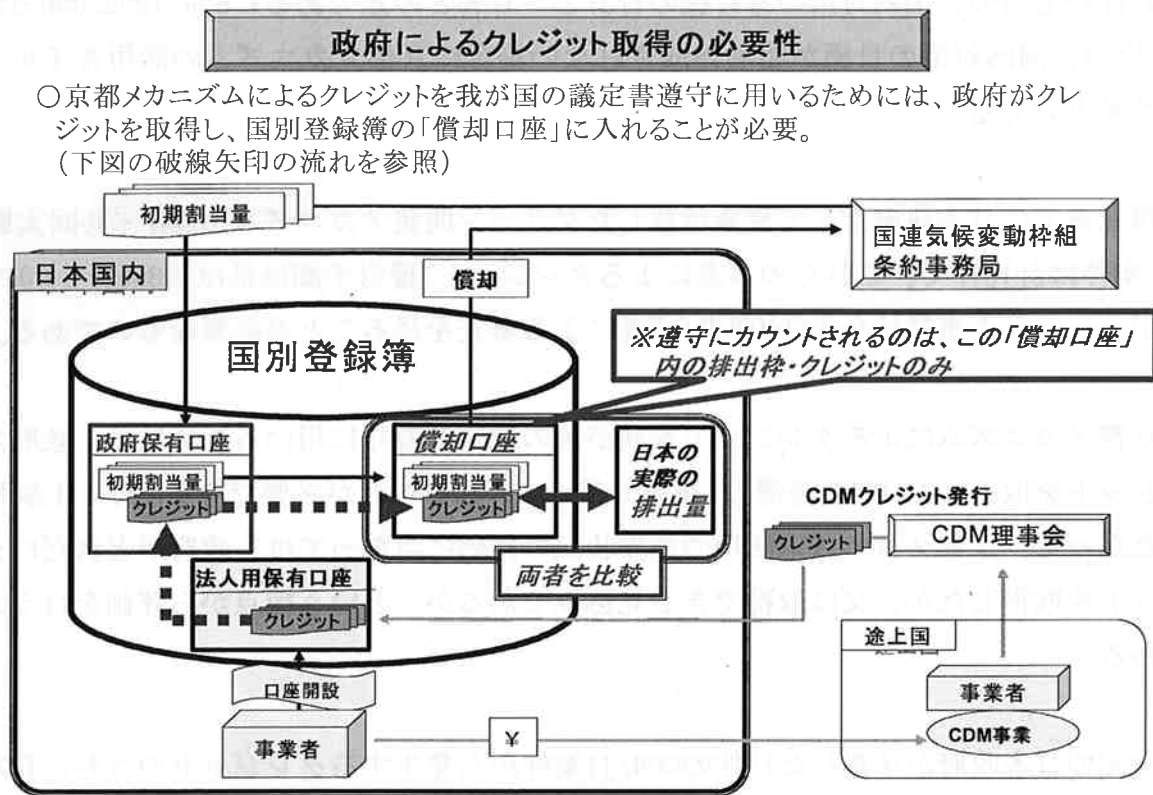 政府によるクレジット取得の必要性
○京都メカニズムによるクレジットを我が国の議定書遵守に用いるためには、政府がクレ
ジットを取得し、国別登録簿の「償却口座」に入れることが必要。
(下図の破線矢印の流れを参照)
初期割当量
国連気候変動枠組
条約事務局
日本国内
償却
国別登録簿
※遵守にカウントされるのは、この「償却口座」
内の排出枠・クレジットのみ
政府保有口座
初期割当量
クレジット
償却口座
初期割当量
クレジット
日本の
実際の
排出量
両者を比較
CDMクレジット発行
クレジット
CDM理事会
法人用保有口座
クレジット
途上国
口座開設
事業者
¥
事業者
CDM事業